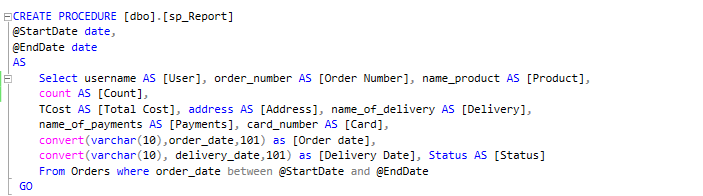 CREATE PROCEDURE [dbo].[sp_Report]
@StartDate date,
@EndDate date
AS
Select username AS [User], order_number AS [Order Number], name_product AS [Product],
count AS [Count],
TCost AS [Total Cost], address AS [Address], name_of_delivery AS [Delivery],
name_of_payments AS [Payments], card_number AS [Card],
convert(varchar(10),order_date,101) as [Order date],
convert(varchar(10), delivery_date,101) as [Delivery Date], Status AS [Status]
From Orders where order_date between @StartDate and @EndDate
GO